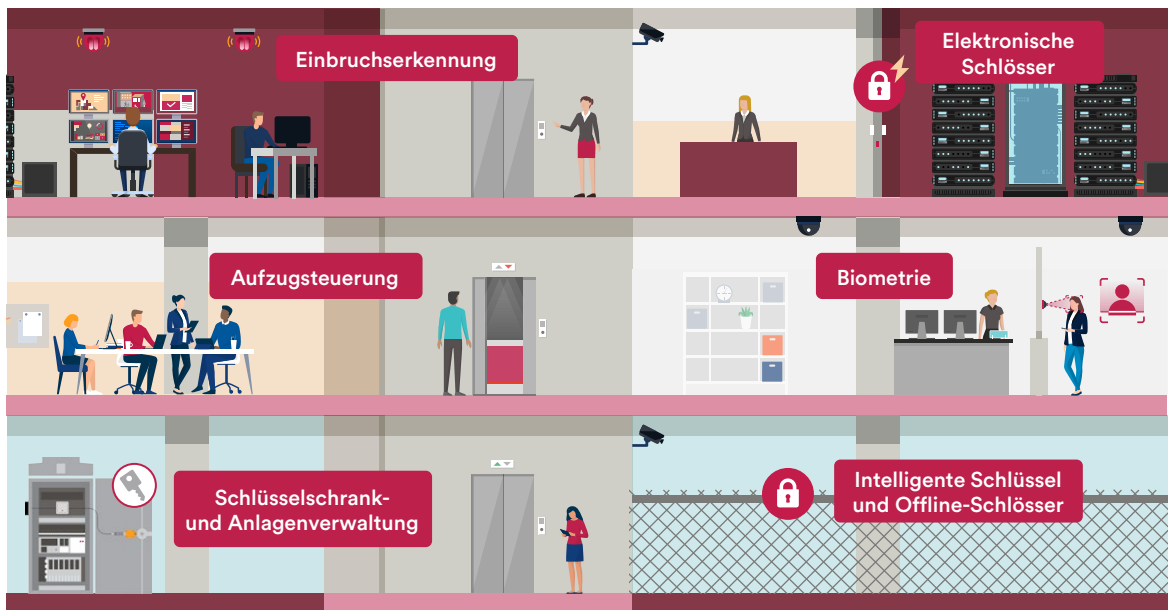 Einbruchserkennung
Elektronische
Schlösser
Aufzugsteuerung
Biometrie
Schlüsselschrank-
und Anlagenverwaltung
Intelligente Schlüssel
und Offline-Schlösser